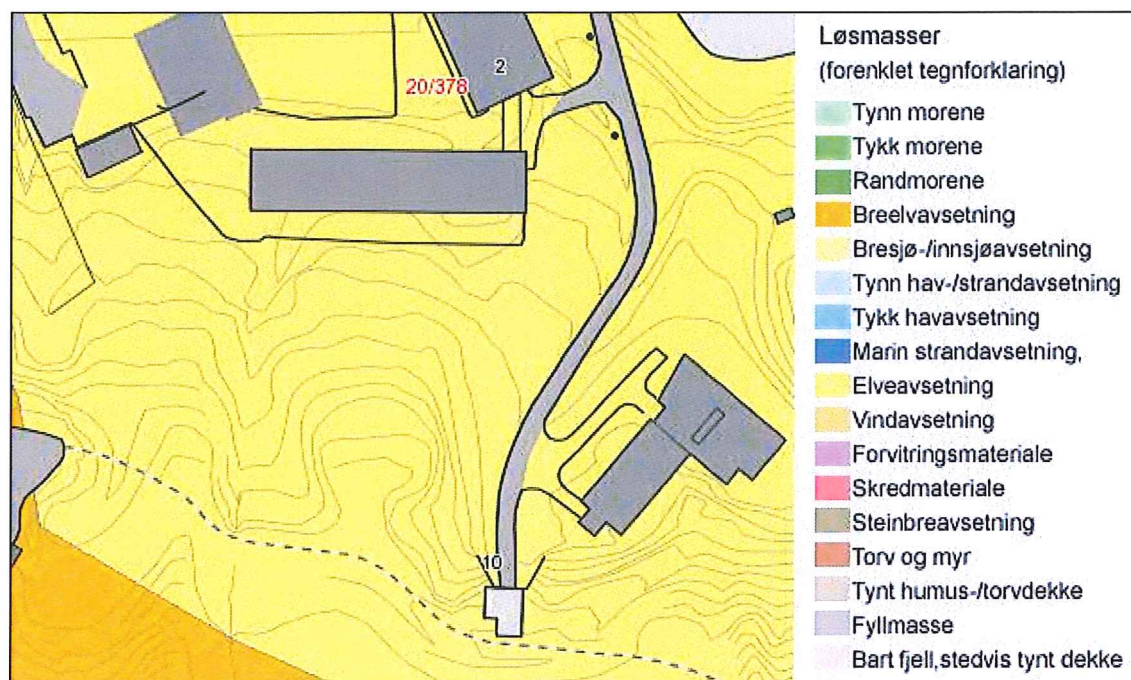 2
20/378
10
Løsmasser
(forenklet tegnforklaring)
Tynn morene
Tykk morene
Randmorene
Breelvavsetning
Bresjø-/innsjøavsetning
Tynn hav-/strandavsetning
Tykk havavsetning
Marin strandavsetning,
Elveavsetning
Vindavsetning
Forvitringsmateriale
Skredmateriale
Steinbreavsetning
Torv og myr
Tynt humus-/torvdekke
Fyllmasse
Bart fjell,stedvis tynt dekke